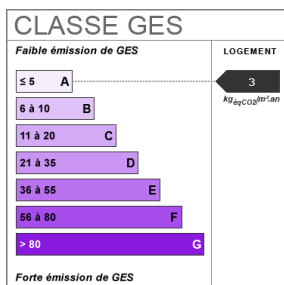 CLASSE GES
Faible émission de GES
LOGEMENT
≤ 5 A
3
kgéqCO2/m².an
6 à 10 B
11 à 20 C
21 à 35 D
36 à 55 E
56 à 80 F
> 80 G
Forte émission de GES